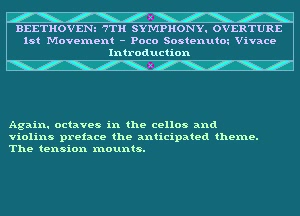 BEETHOVEN: 7TH SYMPHONY, OVERTURE
1st Movement - Poco Sostenuto; Vivace
Introduction
Again, octaves in the cellos and
violins preface the anticipated theme.
The tension mounts.